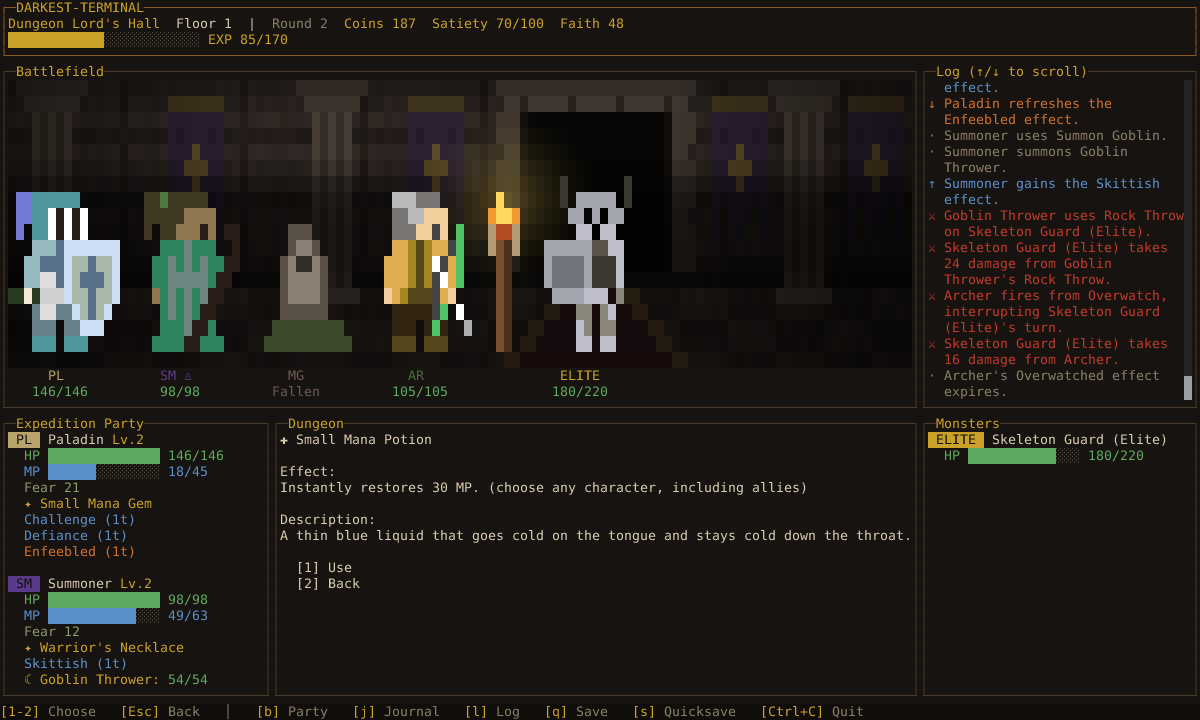 DARKEST-TERMINAL
Dungeon Lord's Hall  Floor 1  |  Round 2  Coins 187  Satiety 70/100  Faith 48
EXP 85/170
Battlefield
PL SM ♙ MG AR ELITE
146/146 98/98 Fallen 105/105 180/220
Log (↑/↓ to scroll)
effect.
↓ Paladin refreshes the
Enfeebled effect.
· Summoner uses Summon Goblin.
· Summoner summons Goblin
Thrower.
↑ Summoner gains the Skittish
effect.
⚔ Goblin Thrower uses Rock Throw
on Skeleton Guard (Elite).
⚔ Skeleton Guard (Elite) takes
24 damage from Goblin
Thrower's Rock Throw.
⚔ Archer fires from Overwatch,
interrupting Skeleton Guard
(Elite)'s turn.
⚔ Skeleton Guard (Elite) takes
16 damage from Archer.
· Archer's Overwatched effect
expires.
Expedition Party
PL Paladin Lv.2
HP 146/146
MP 18/45
Fear 21
✦ Small Mana Gem
Challenge (1t)
Defiance (1t)
Enfeebled (1t)
SM Summoner Lv.2
HP 98/98
MP 49/63
Fear 12
✦ Warrior's Necklace
Skittish (1t)
☾ Goblin Thrower: 54/54
Dungeon
✚ Small Mana Potion
Effect:
Instantly restores 30 MP. (choose any character, including allies)
Description:
A thin blue liquid that goes cold on the tongue and stays cold down the throat.
[1] Use
[2] Back
Monsters
ELITE Skeleton Guard (Elite)
HP 180/220
[1-2] Choose  [Esc] Back  |  [b] Party  [j] Journal  [l] Log  [q] Save  [s] Quicksave  [Ctrl+C] Quit